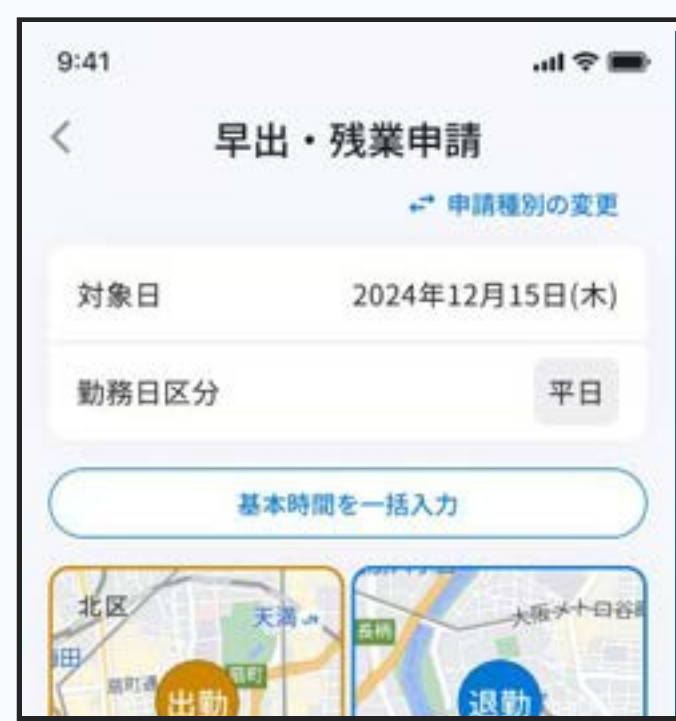 9:41
早出・残業申請
申請種別の変更
対象日 2024年12月15日(木)
勤務日区分 平日
基本時間を一括入力
北区
天満
扇町
出勤
長柄
大阪メトロ谷
退勤